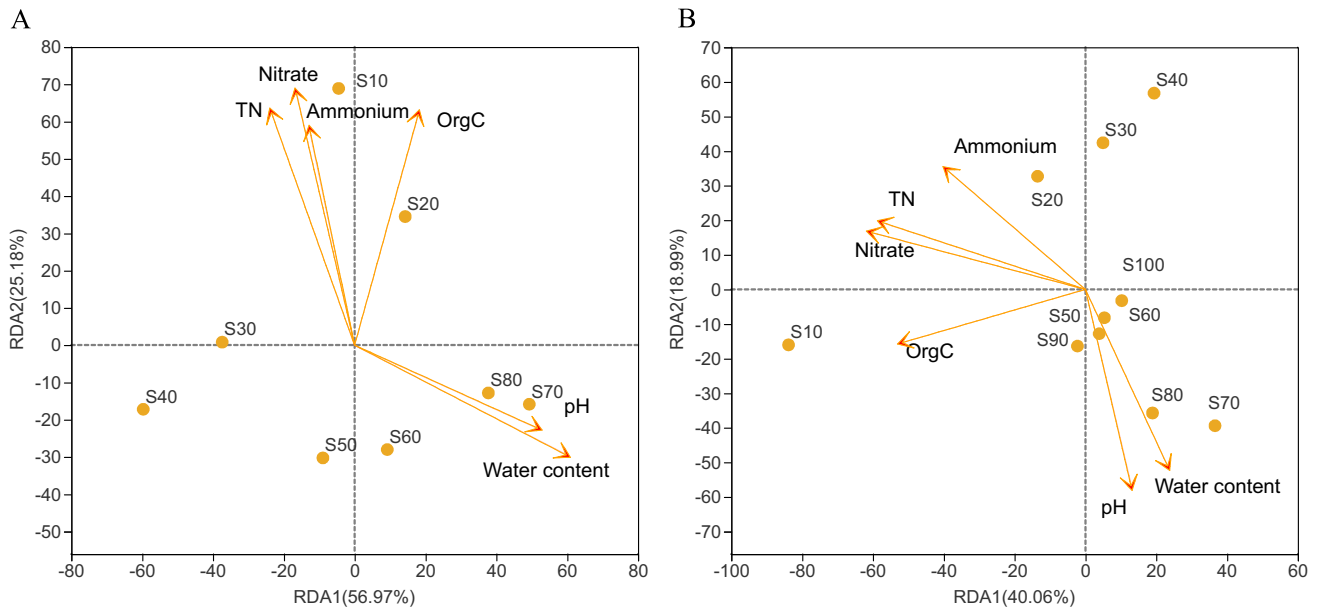 A
80
70
60
50
40
30
20
10
0
-10
-20
-30
-40
-50
RDA2(25.18%)
Nitrate
S10
TN
Ammonium
OrgC
S20
S30
S40
S80
S70
pH
S50
S60
Water content
-80
-60
-40
-20
0
20
40
60
80
RDA1(56.97%)
B
70
60
50
40
30
20
10
0
-10
-20
-30
-40
-50
-60
-70
RDA2(18.99%)
S40
S30
Ammonium
S20
TN
Nitrate
S100
S50
S60
S10
S90
OrgC
S80
S70
Water content
pH
-100
-80
-60
-40
-20
0
20
40
60
RDA1(40.06%)